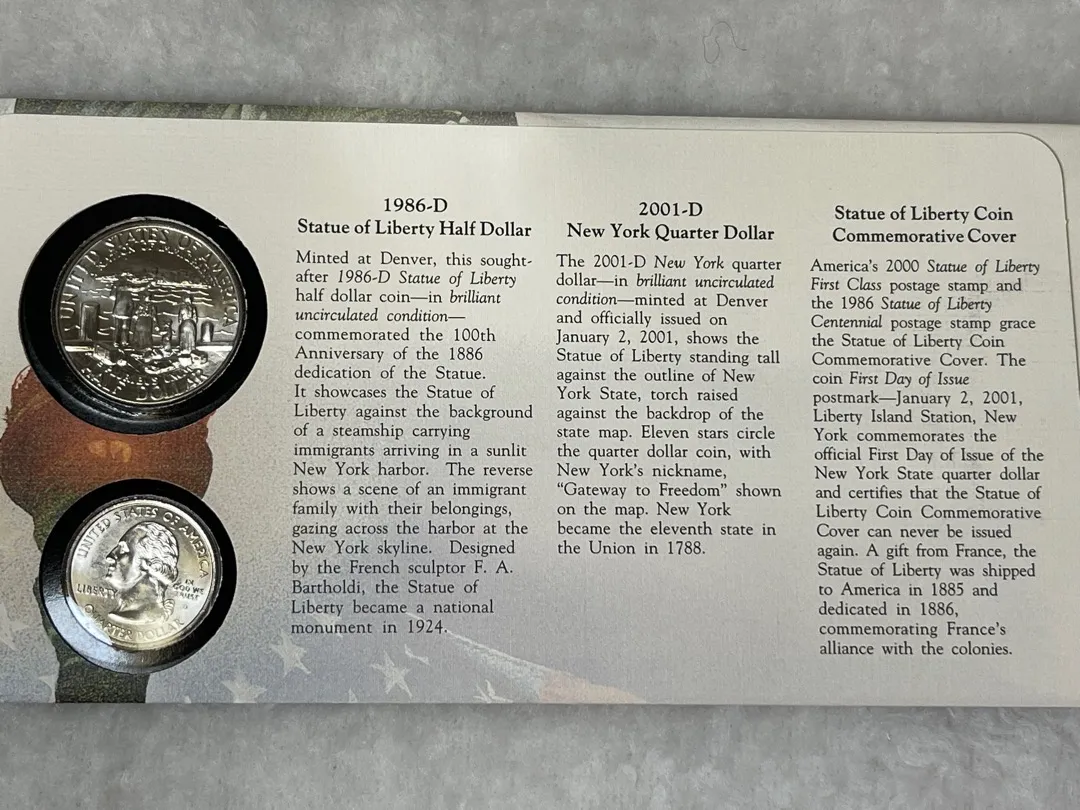 UNITED STATES OF AMERICA
HALF DOLLAR
UNITED STATES OF AMERICA
LIBERTY
IN
GOD WE
TRUST
QUARTER DOLLAR
1986-D
Statue of Liberty Half Dollar
Minted at Denver, this sought-
after 1986-D Statue of Liberty
half dollar coin—in brilliant
uncirculated condition—
commemorated the 100th
Anniversary of the 1886
dedication of the Statue.
It showcases the Statue of
Liberty against the background
of a steamship carrying
immigrants arriving in a sunlit
New York harbor. The reverse
shows a scene of an immigrant
family with their belongings,
gazing across the harbor at the
New York skyline. Designed
by the French sculptor F. A.
Bartholdi, the Statue of
Liberty became a national
monument in 1924.
2001-D
New York Quarter Dollar
The 2001-D New York quarter
dollar—in brilliant uncirculated
condition—minted at Denver
and officially issued on
January 2, 2001, shows the
Statue of Liberty standing tall
against the outline of New
York State, torch raised
against the backdrop of the
state map. Eleven stars circle
the quarter dollar coin, with
New York's nickname,
"Gateway to Freedom" shown
on the map. New York
became the eleventh state in
the Union in 1788.
Statue of Liberty Coin
Commemorative Cover
America's 2000 Statue of Liberty
First Class postage stamp and
the 1986 Statue of Liberty
Centennial postage stamp grace
the Statue of Liberty Coin
Commemorative Cover. The
coin First Day of Issue
postmark—January 2, 2001,
Liberty Island Station, New
York commemorates the
official First Day of Issue of the
New York State quarter dollar
and certifies that the Statue of
Liberty Coin Commemorative
Cover can never be issued
again. A gift from France, the
Statue of Liberty was shipped
to America in 1885 and
dedicated in 1886,
commemorating France's
alliance with the colonies.